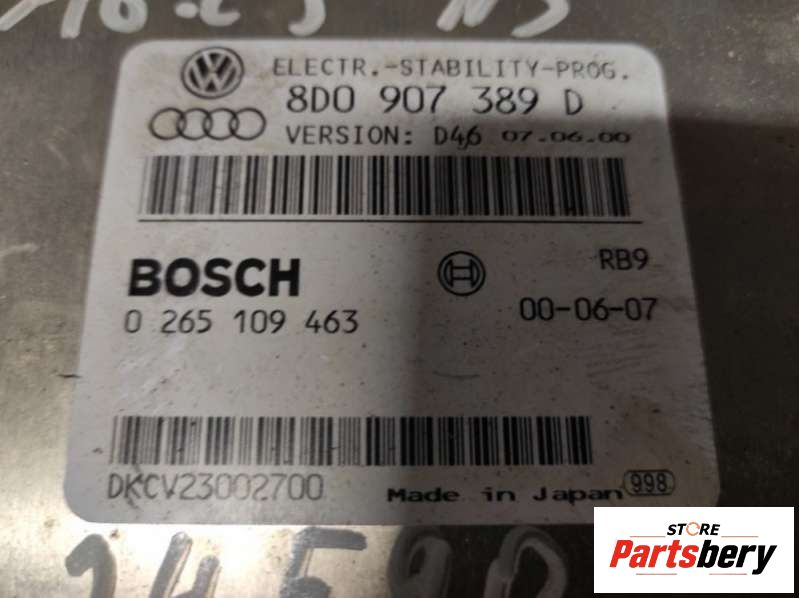 ELECTR.-STABILITY-PROG.
8D0 907 389 D
VERSION: D46 07.06.00
BOSCH
RB9
0 265 109 463
00-06-07
DKCV23002700
Made in Japan 998
STORE
Partsbery